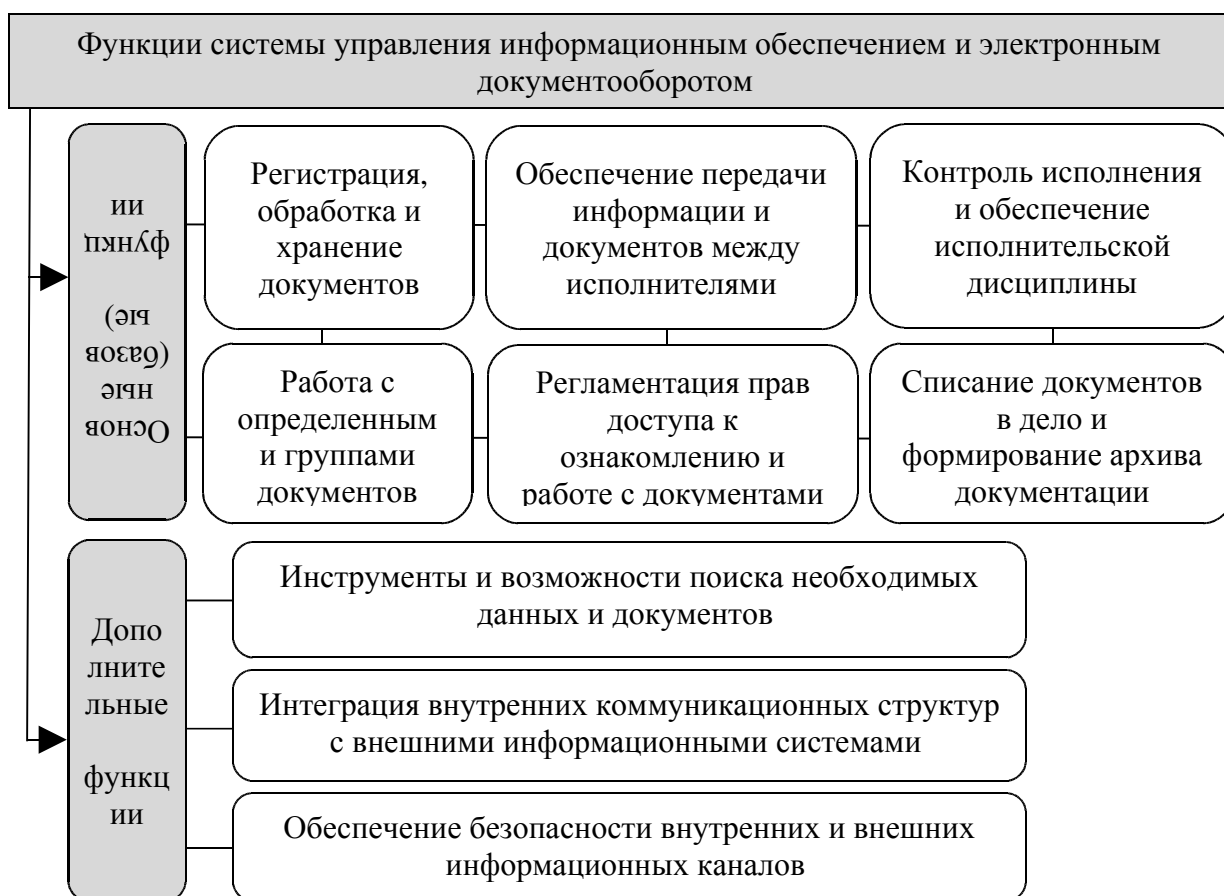 Функции системы управления информационным обеспечением и электронным
документооборотом
Основ
ные
(базов
ые)
функц
ии
Регистрация,
обработка и
хранение
документов
Обеспечение передачи
информации и
документов между
исполнителями
Контроль исполнения
и обеспечение
исполнительской
дисциплины
Работа с
определенным
и группами
документов
Регламентация прав
доступа к
ознакомлению и
работе с документами
Списание документов
в дело и
формирование архива
документации
Допо
лните
льные
функц
ии
Инструменты и возможности поиска необходимых
данных и документов
Интеграция внутренних коммуникационных структур
с внешними информационными системами
Обеспечение безопасности внутренних и внешних
информационных каналов